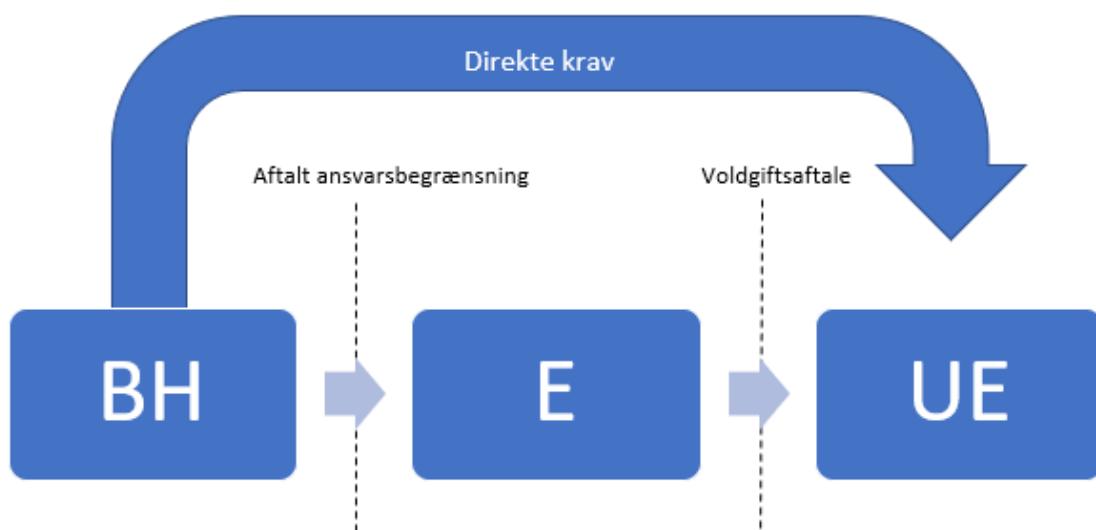 Direkte krav
Aftalt ansvarsbegrænsning
Voldgiftsaftale
BH
E
UE